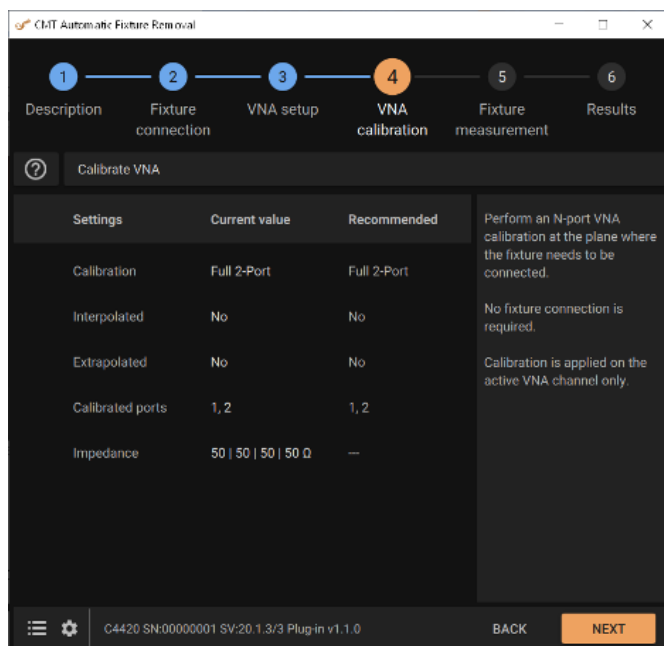 CMT Automatic Fixture Removal
1 2 3 4 5 6
Description Fixture connection VNA setup VNA calibration Fixture measurement Results
Calibrate VNA
Settings Current value Recommended
Calibration Full 2-Port Full 2-Port
Interpolated No No
Extrapolated No No
Calibrated ports 1, 2 1, 2
Impedance 50 | 50 | 50 | 50 Ω —
Perform an N-port VNA
calibration at the plane where
the fixture needs to be
connected.
No fixture connection is
required.
Calibration is applied on the
active VNA channel only.
C4420 SN:00000001 SV:20.1.3/3 Plug-in v1.1.0
BACK NEXT